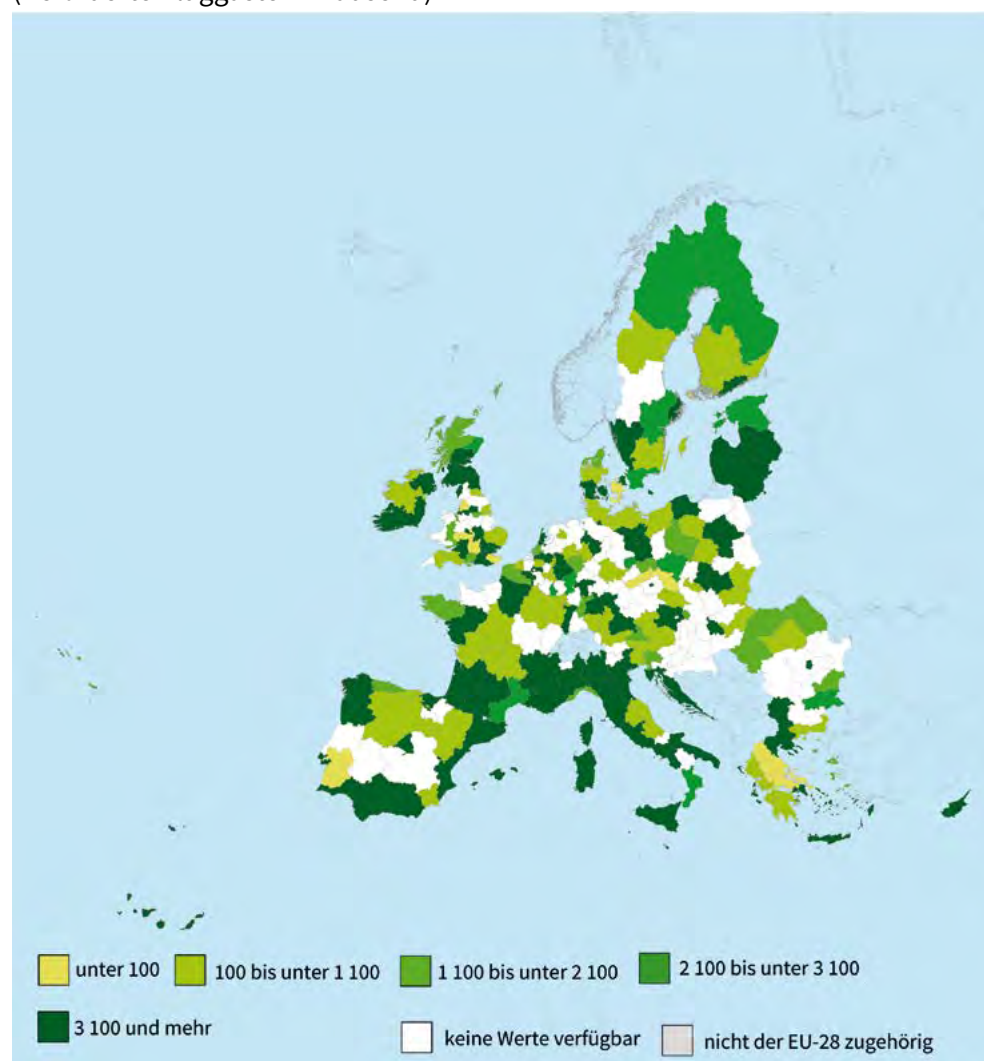 unter 100
100 bis unter 1 100
1 100 bis unter 2 100
2 100 bis unter 3 100
3 100 und mehr
keine Werte verfügbar
nicht der EU-28 zugehörig